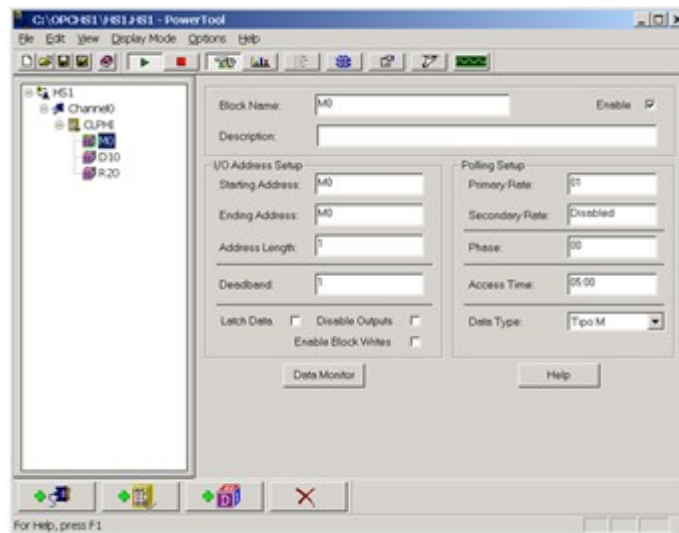 C:\OPCHS1\HS1.HS1 - PowerTool
File Edit View Display Mode Options Help
HS1
Channel0
CLPHI
M0
D10
R20
Block Name: M0 Enable
Description:
I/O Address Setup
Starting Address: M0
Ending Address: M0
Address Length: 1
Deadband: 1
Latch Data Disable Outputs
Enable Block Writes
Polling Setup
Primary Rate: 01
Secondary Rate: Disabled
Phase: 00
Access Time: 05:00
Data Type: Tipo M
Data Monitor
Help
For Help, press F1